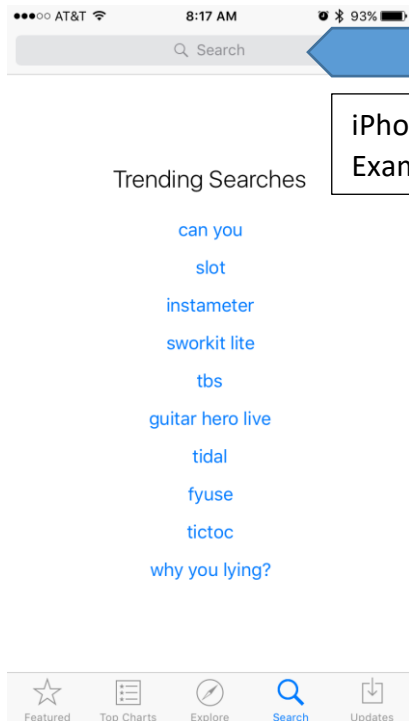 AT&T 8:17 AM 93%
Search
iPho
Exam
Trending Searches
can you
slot
instameter
sworkit lite
tbs
guitar hero live
tidal
fyuse
tictoc
why you lying?
Featured Top Charts Explore Search Updates